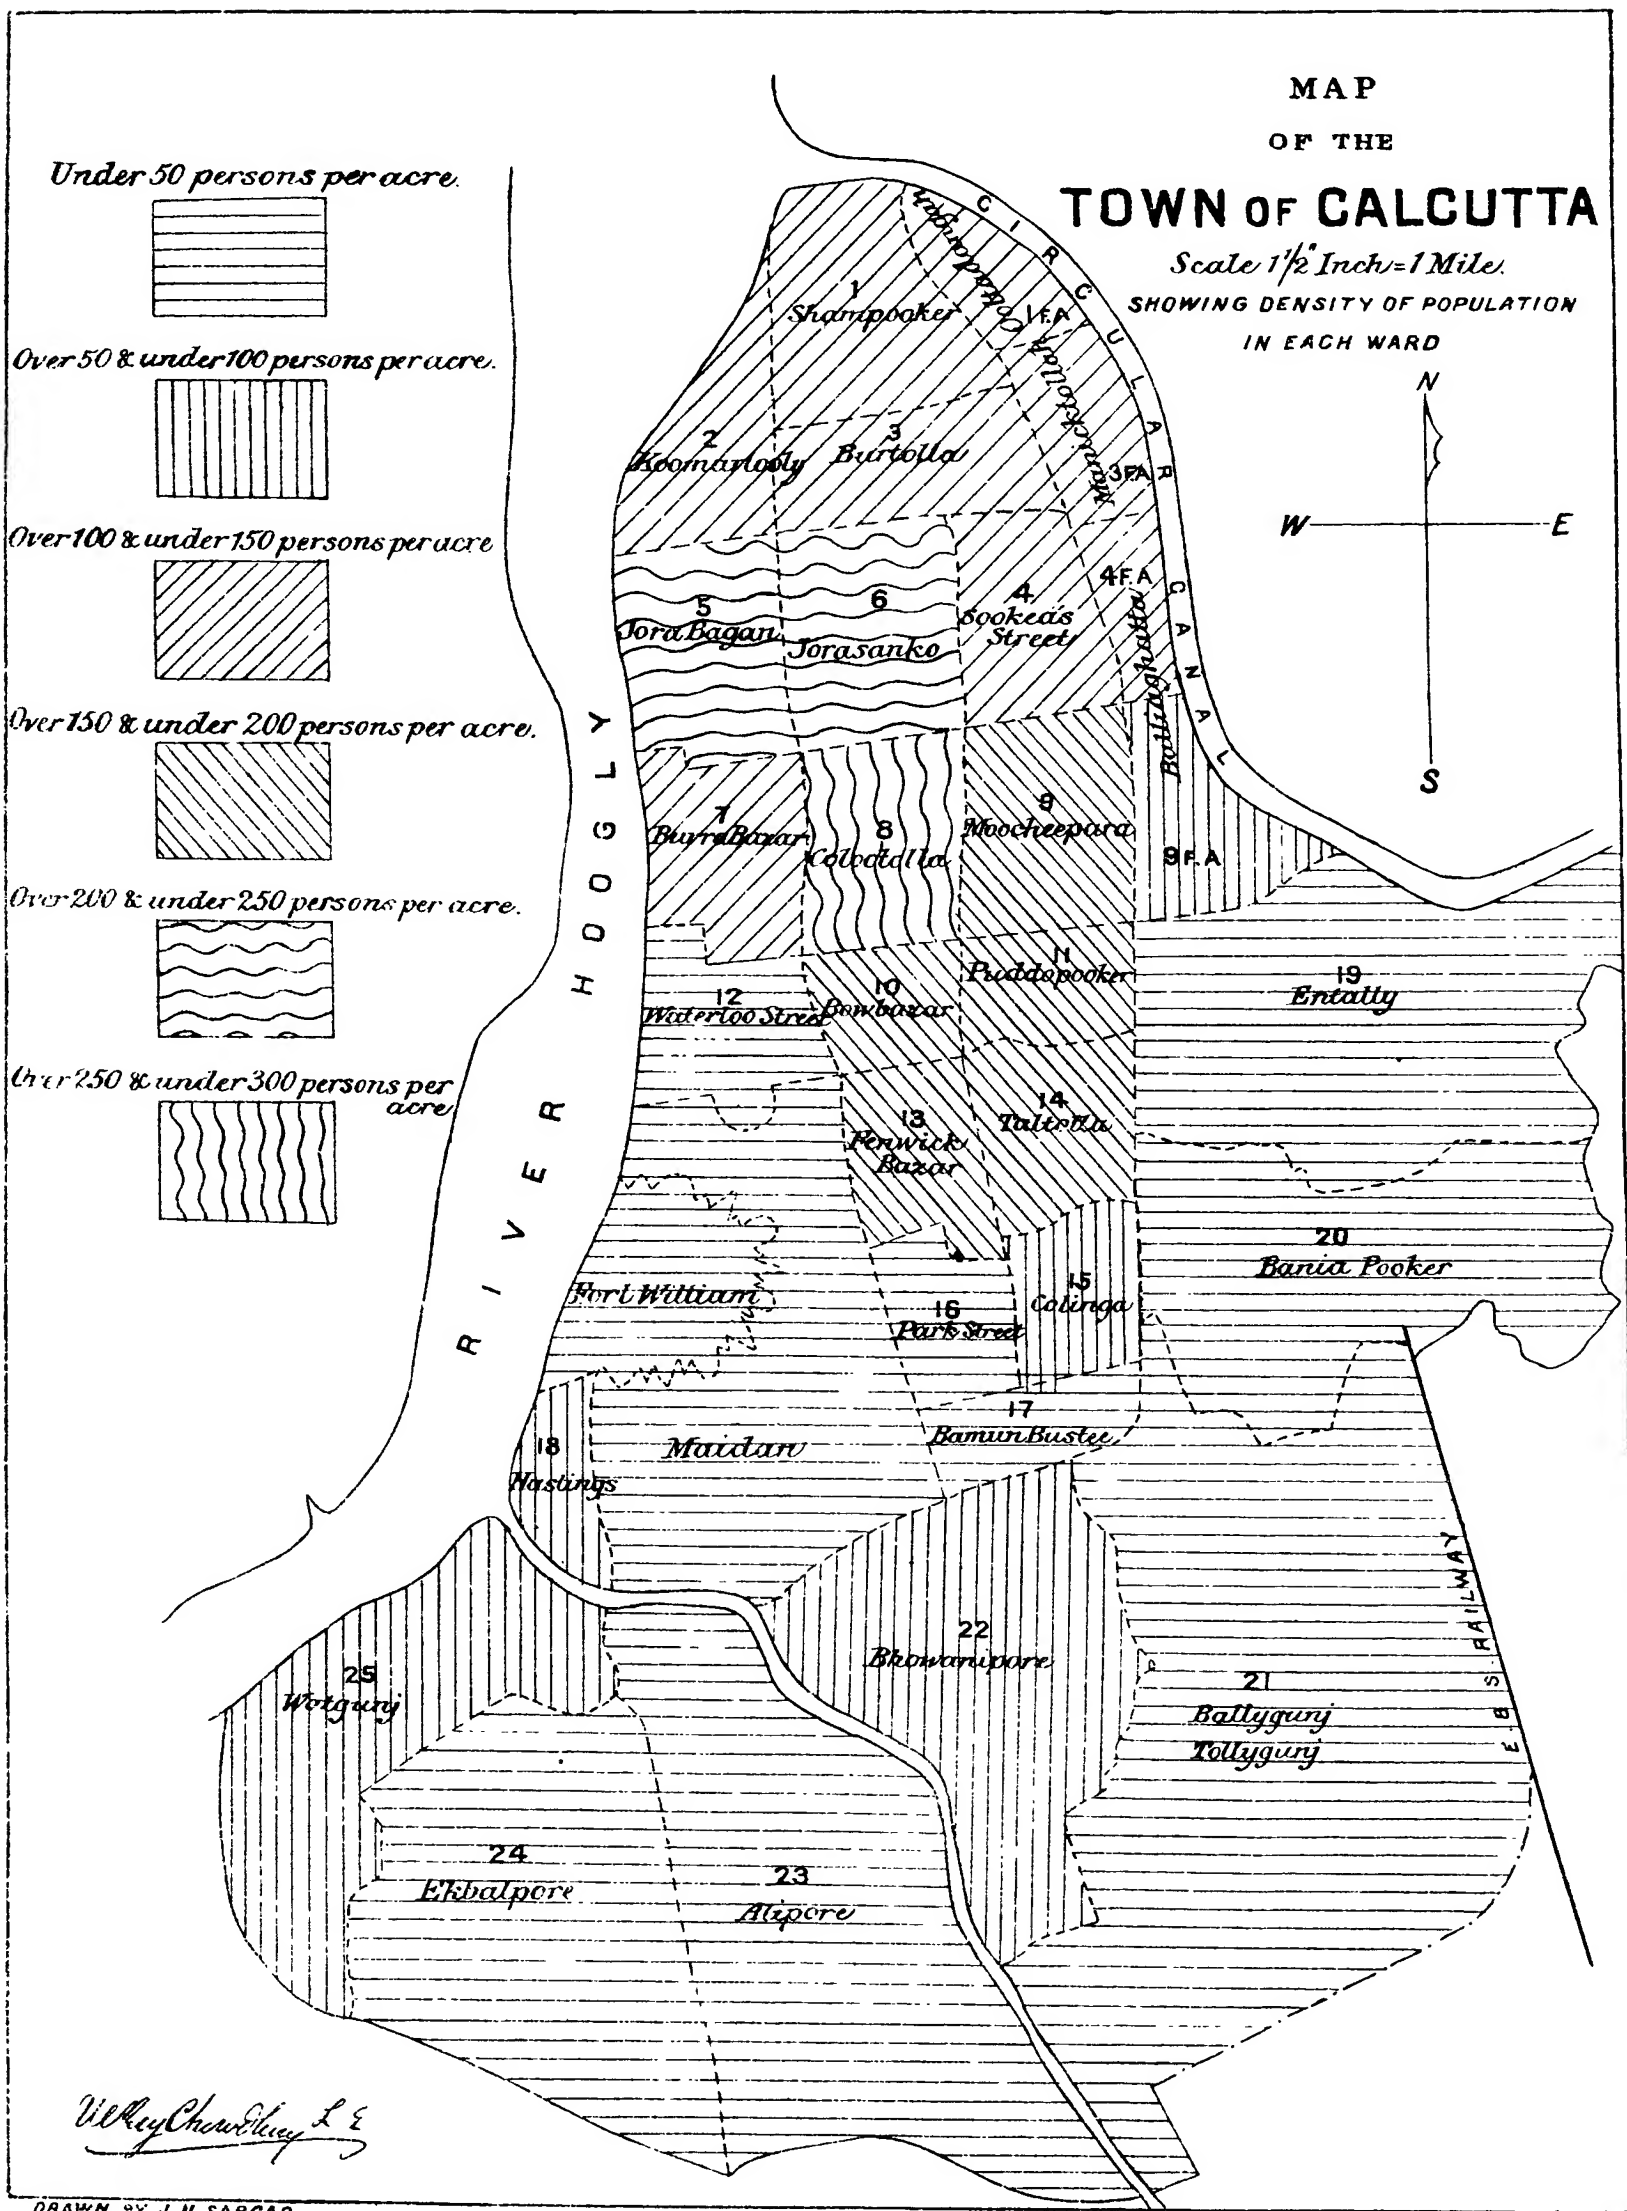 MAP
OF THE
TOWN OF CALCUTTA
Scale 1 1/2" Inch = 1 Mile.
SHOWING DENSITY OF POPULATION
IN EACH WARD
N
W
E
S
Under 50 persons per acre.
Over 50 & under 100 persons per acre.
Over 100 & under 150 persons per acre
Over 150 & under 200 persons per acre.
Over 200 & under 250 persons per acre.
Over 250 & under 300 persons per
acre
RIVER HOOGLY
CIRCULAR CANAL
1
Shampooker
1 F.A
2
Koomartooly
3
Burtolla
3 F.A
4
Sookea's
Street
4 F.A
Balliaghatta
5
Jora Bagan
6
Jorasanko
7
Burra Bazar
8
Colootolla
9
Moocheepara
9 F.A
10
Bowbazar
11
Puddopooker
12
Waterloo Street
13
Fenwick
Bazar
14
Taltolla
15
Colinga
16
Park Street
17
Bamun Bustee
18
Hastings
19
Entally
20
Bania Pooker
Fort William
Maidan
21
Ballygunj
Tollygunj
22
Bhowanipore
23
Alipore
24
Ekbalpore
25
Wotgunj
E. B. S. RAILWAY